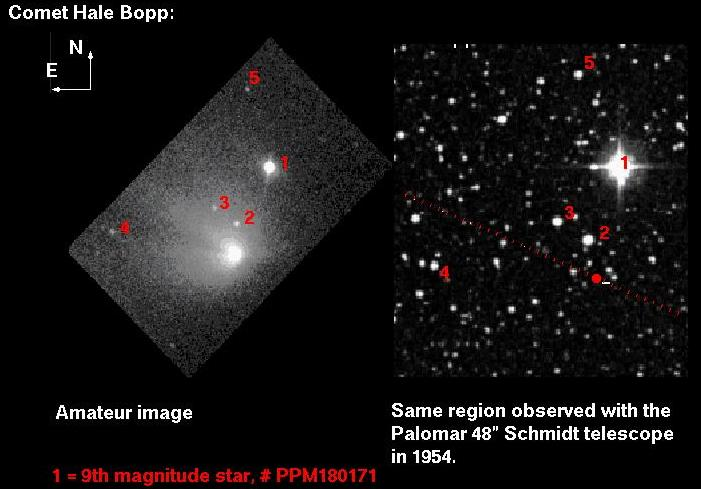 Comet Hale Bopp:
N
E
5
1
3
2
4
5
1
3
2
4
Amateur image
Same region observed with the
Palomar 48" Schmidt telescope
in 1954.
1 = 9th magnitude star, # PPM180171